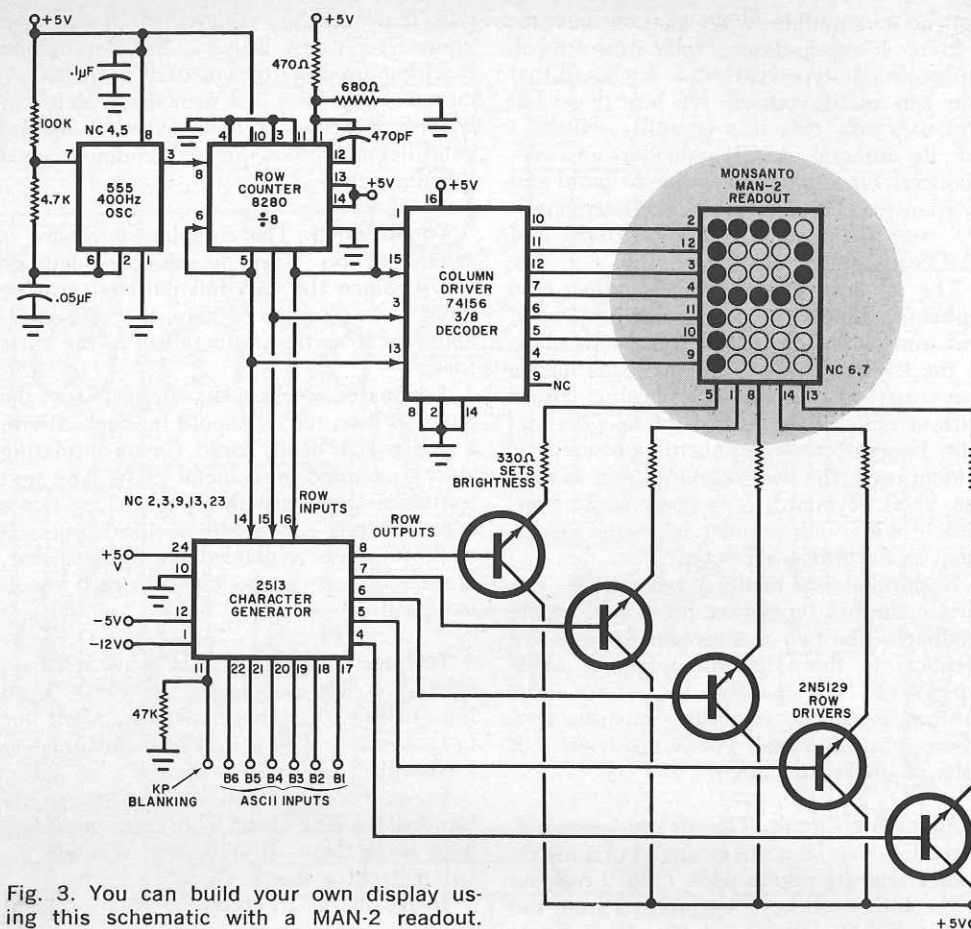 +5V
+5V
470Ω
680Ω
.1μF
470pF
100K
NC 4,5
8
4
10
3
11
1
12
13
14
+5V
7
555
400Hz
OSC
3
8
ROW
COUNTER
8280
÷8
6
4.7K
6
2
1
5
2
.05μF
+5V
16
1
15
3
13
COLUMN
DRIVER
74156
3/8
DECODER
10
11
12
7
6
5
4
9
NC
8
2
14
MONSANTO
MAN-2
READOUT
2
12
3
4
11
10
9
NC 6,7
5
1
8
14
13
330Ω
SETS
BRIGHTNESS
NC 2,3,9,13,23
14
15
16
ROW
INPUTS
ROW
OUTPUTS
+5
V
24
10
-5V
12
-12V
1
11
2513
CHARACTER
GENERATOR
8
7
6
5
4
22
21
20
19
18
17
47K
KP
BLANKING
B6 B5 B4 B3 B2 B1
ASCII INPUTS
2N5129
ROW
DRIVERS
+5V
Fig. 3. You can build your own display us-
ing this schematic with a MAN-2 readout.